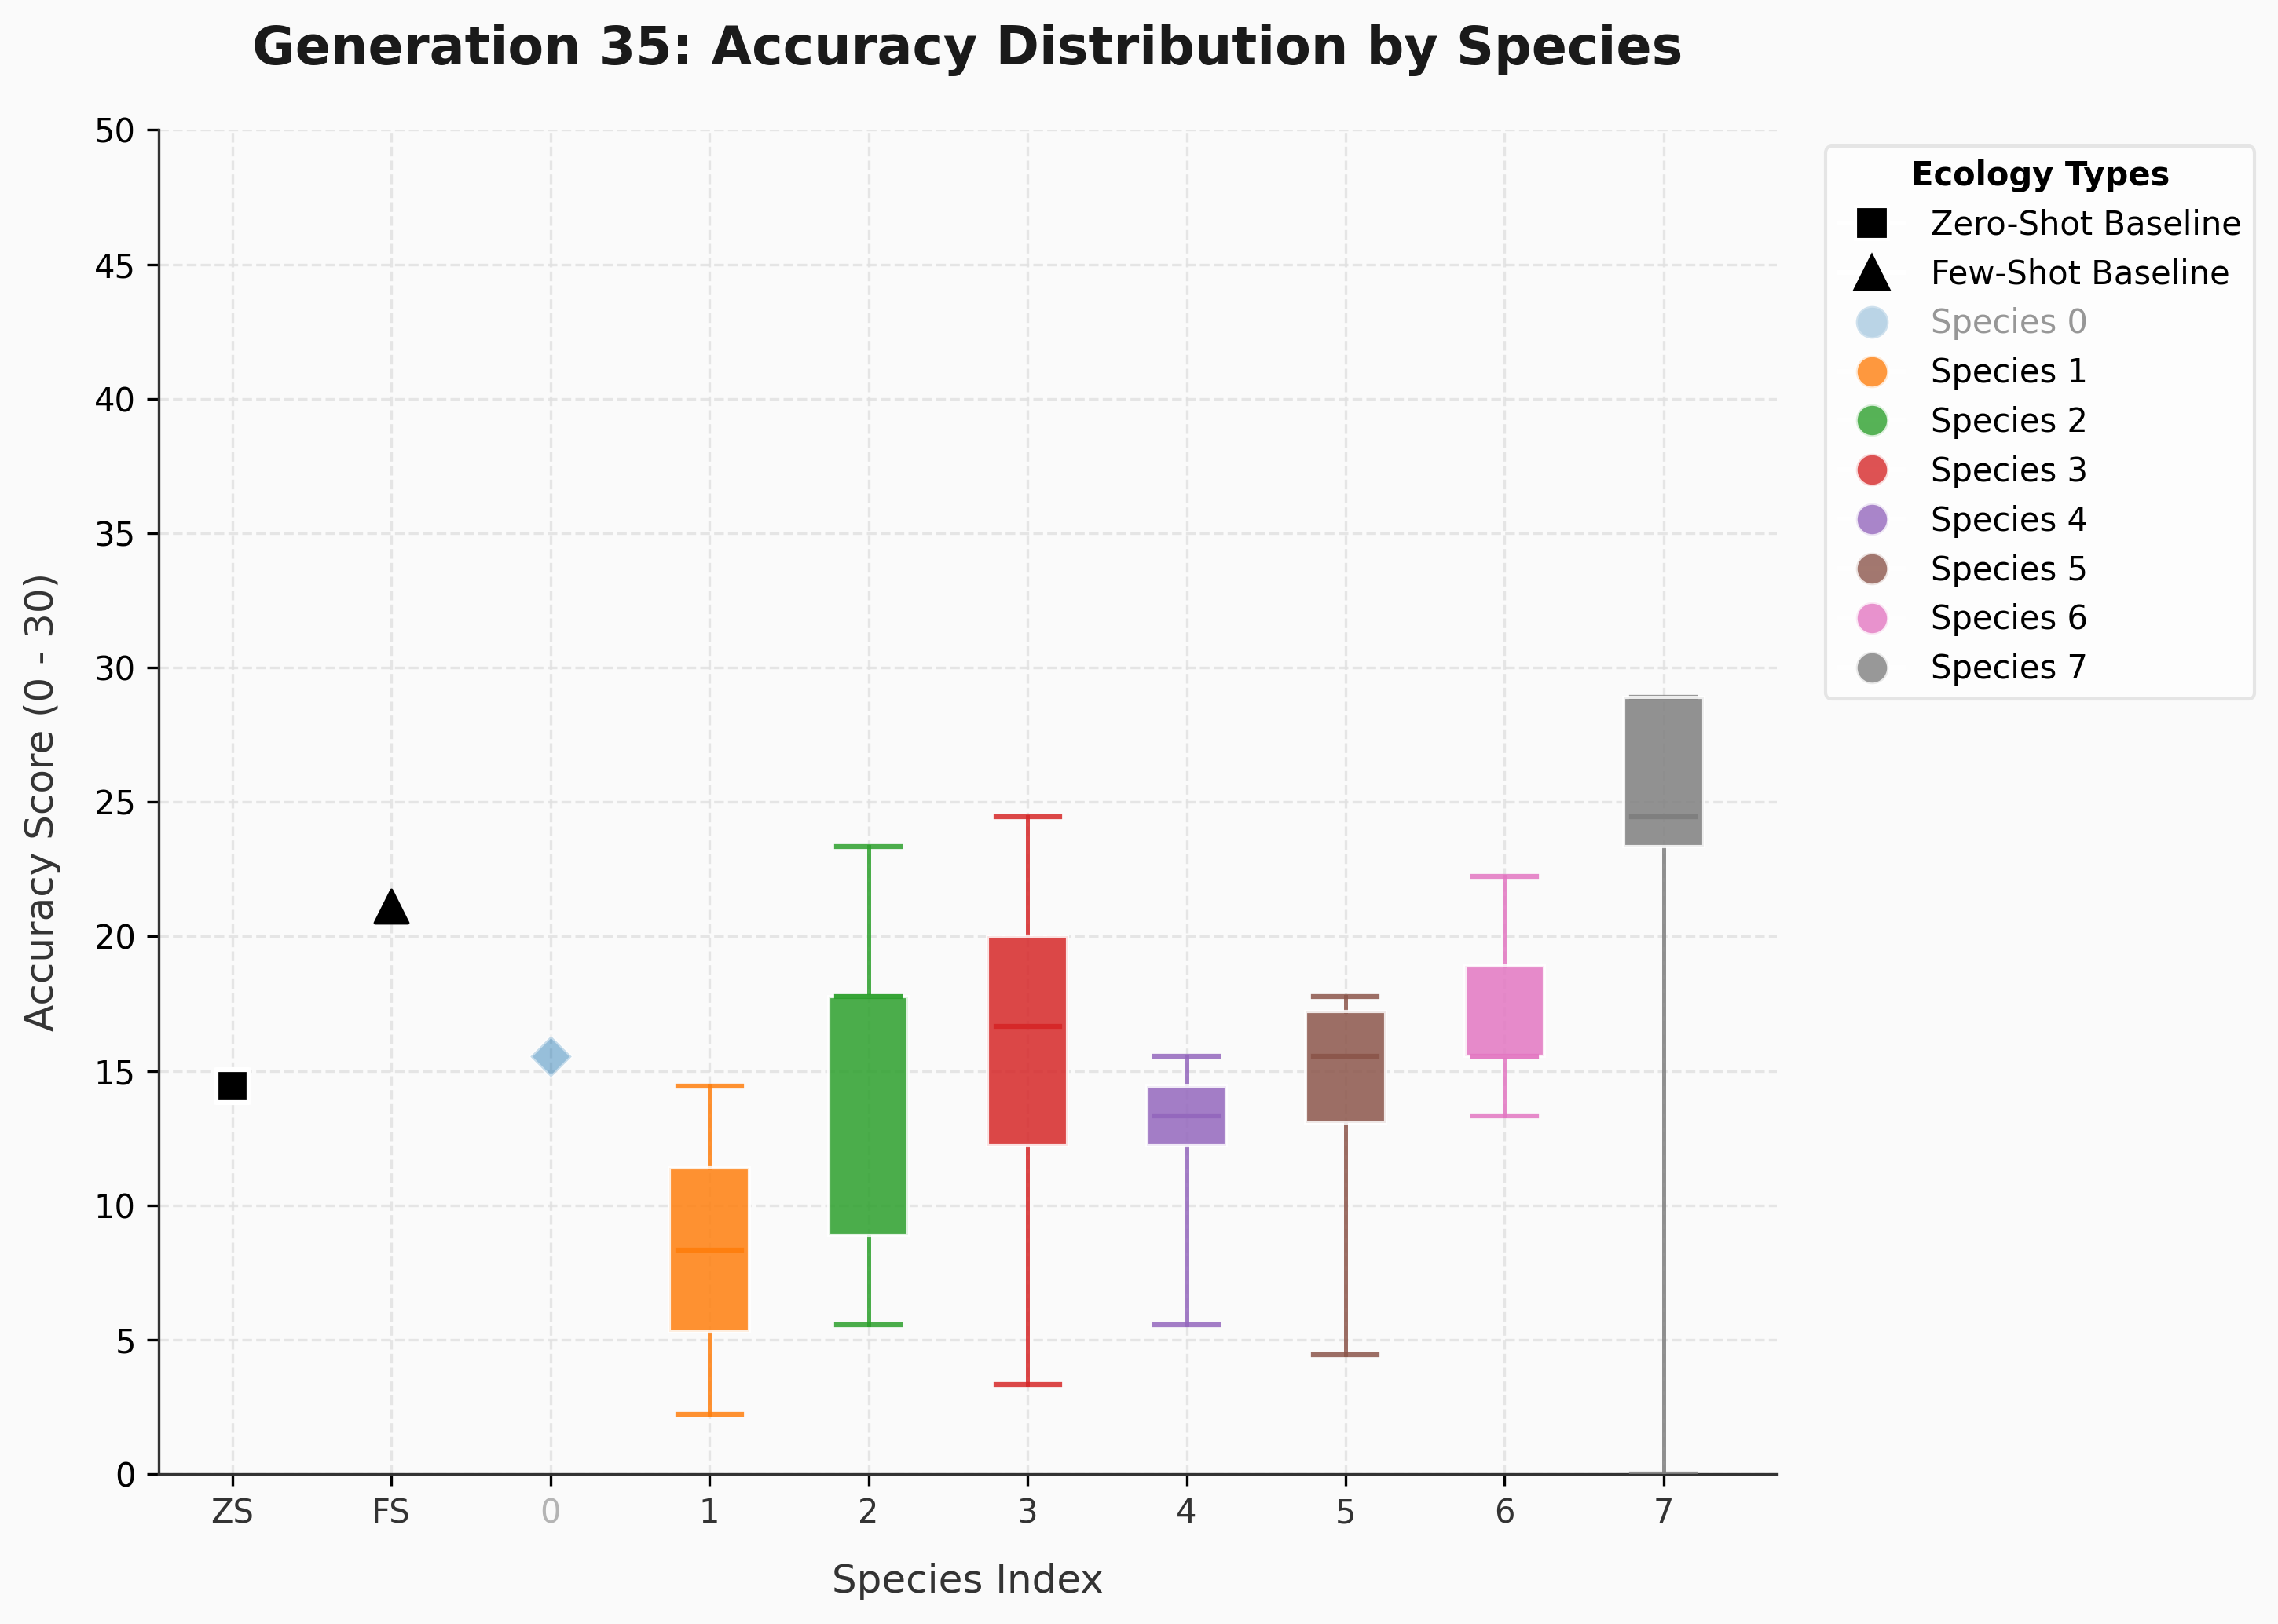 Generation 35: Accuracy Distribution by Species
50
45
40
35
30
25
20
15
10
5
0
Accuracy Score (0 - 30)
ZS FS 0 1 2 3 4 5 6 7
Species Index
Ecology Types
Zero-Shot Baseline
Few-Shot Baseline
Species 0
Species 1
Species 2
Species 3
Species 4
Species 5
Species 6
Species 7